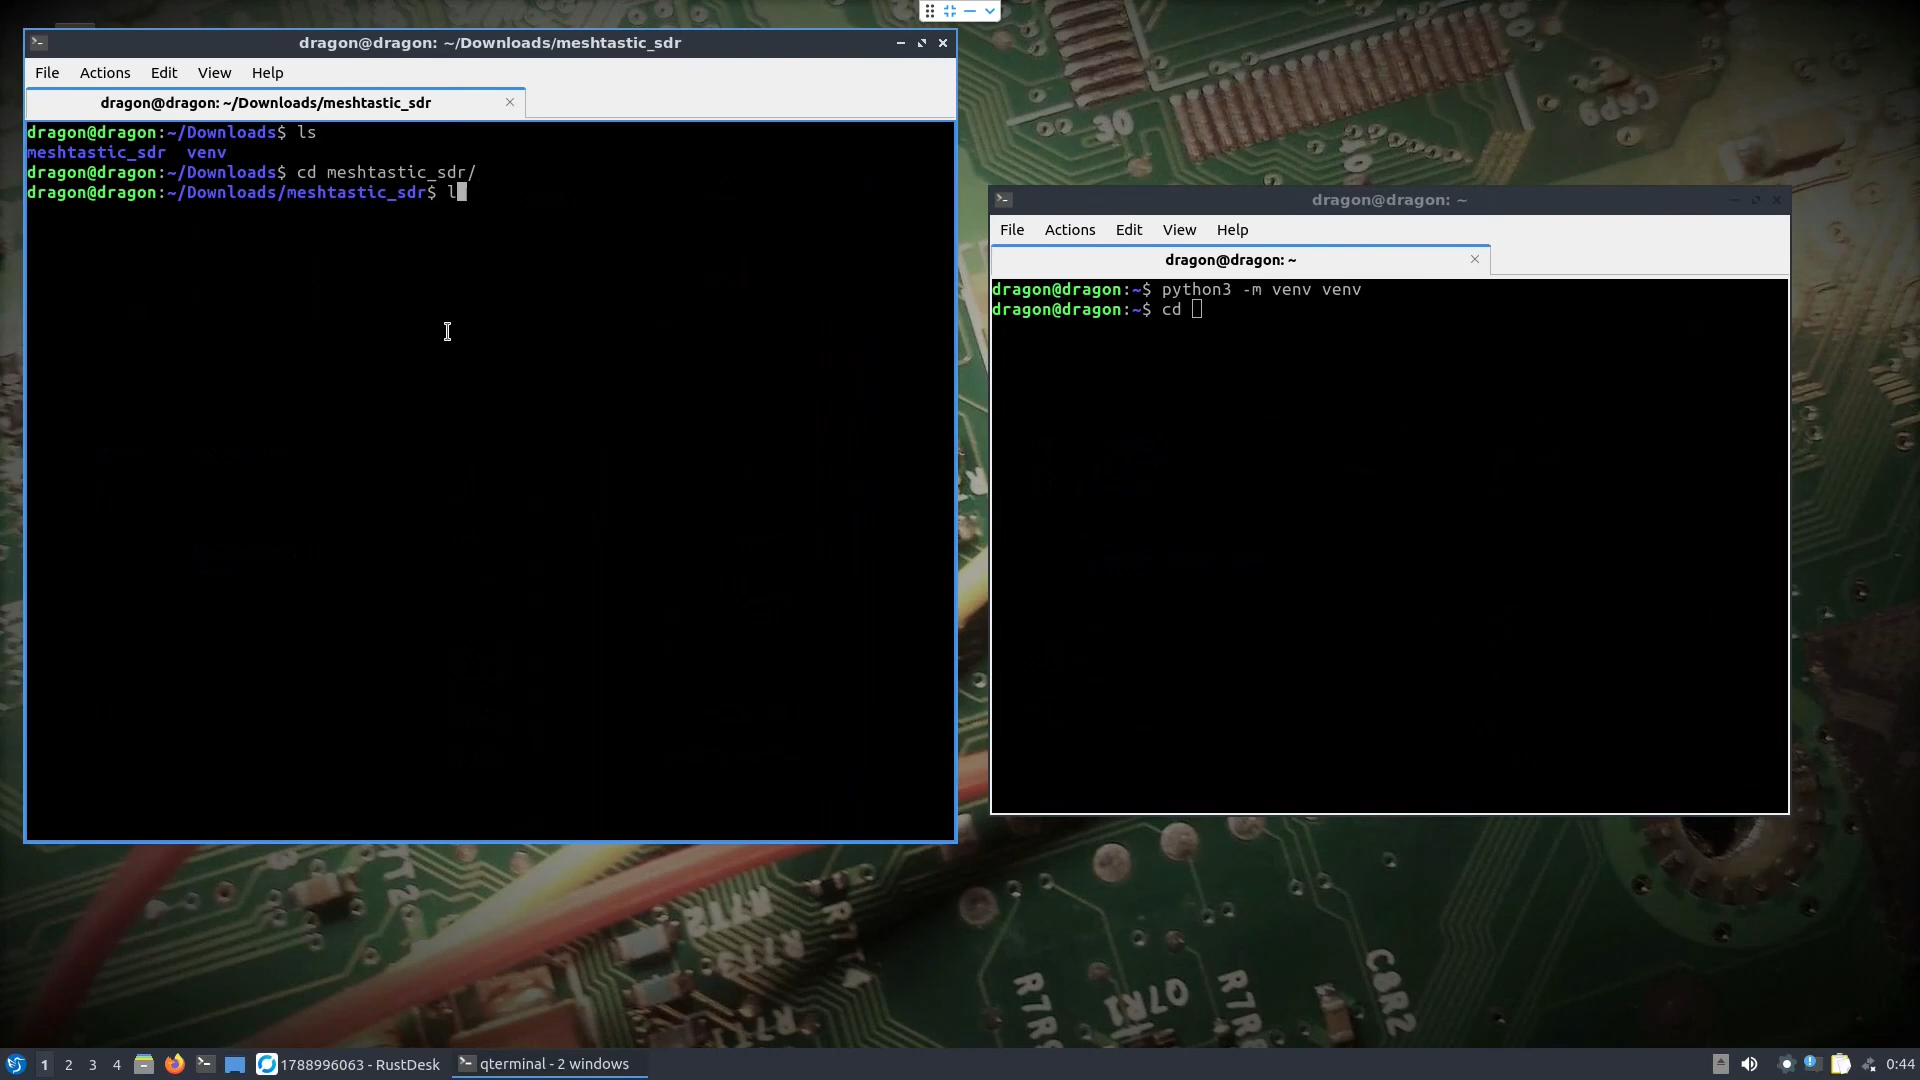 dragon@dragon: ~/Downloads/meshtastic_sdr
File Actions Edit View Help
dragon@dragon: ~/Downloads/meshtastic_sdr
dragon@dragon:~/Downloads$ ls
meshtastic_sdr venv
dragon@dragon:~/Downloads$ cd meshtastic_sdr/
dragon@dragon:~/Downloads/meshtastic_sdr$ l
dragon@dragon: ~
File Actions Edit View Help
dragon@dragon: ~
dragon@dragon:~$ python3 -m venv venv
dragon@dragon:~$ cd
30
C8R2
1 2 3 4 1788996063 - RustDesk qterminal - 2 windows 0:44